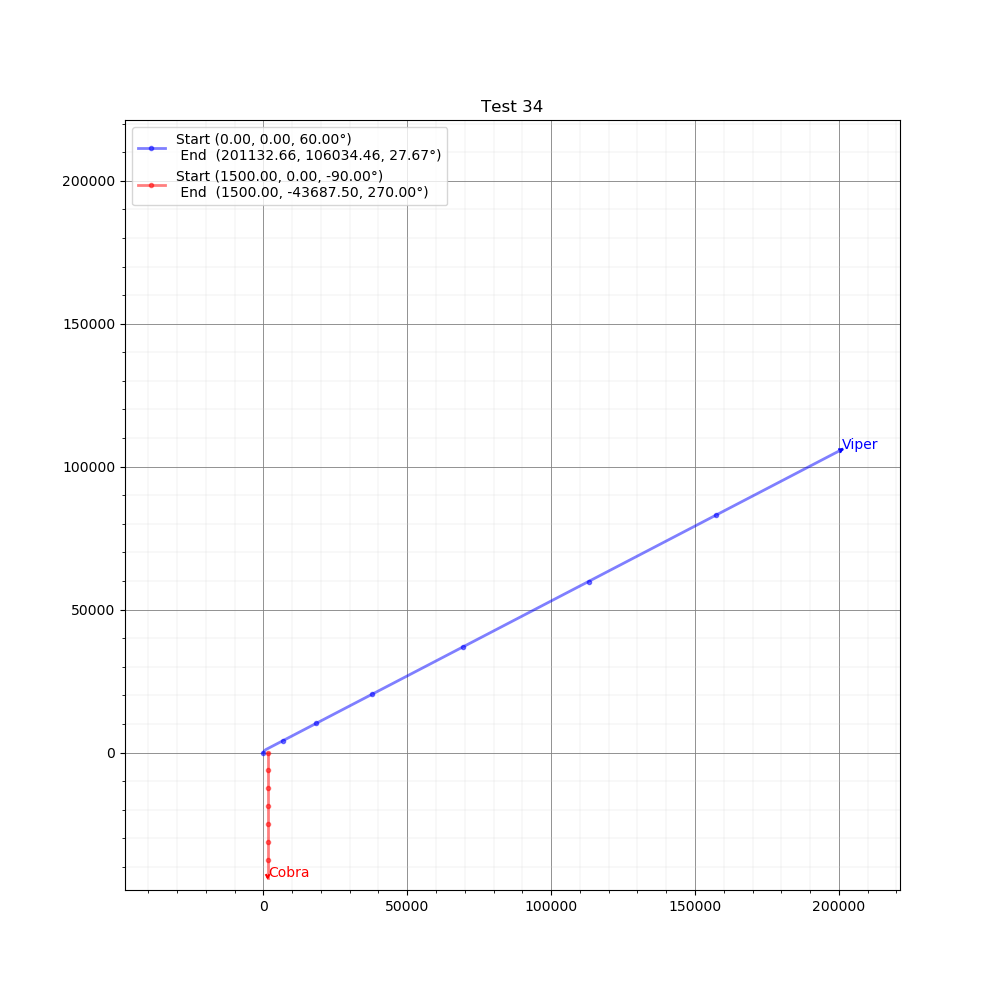 Test 34
Start (0.00, 0.00, 60.00°)
End (201132.66, 106034.46, 27.67°)
Start (1500.00, 0.00, -90.00°)
End (1500.00, -43687.50, 270.00°)
200000
150000
100000
50000
0
Viper
Cobra
0 50000 100000 150000 200000